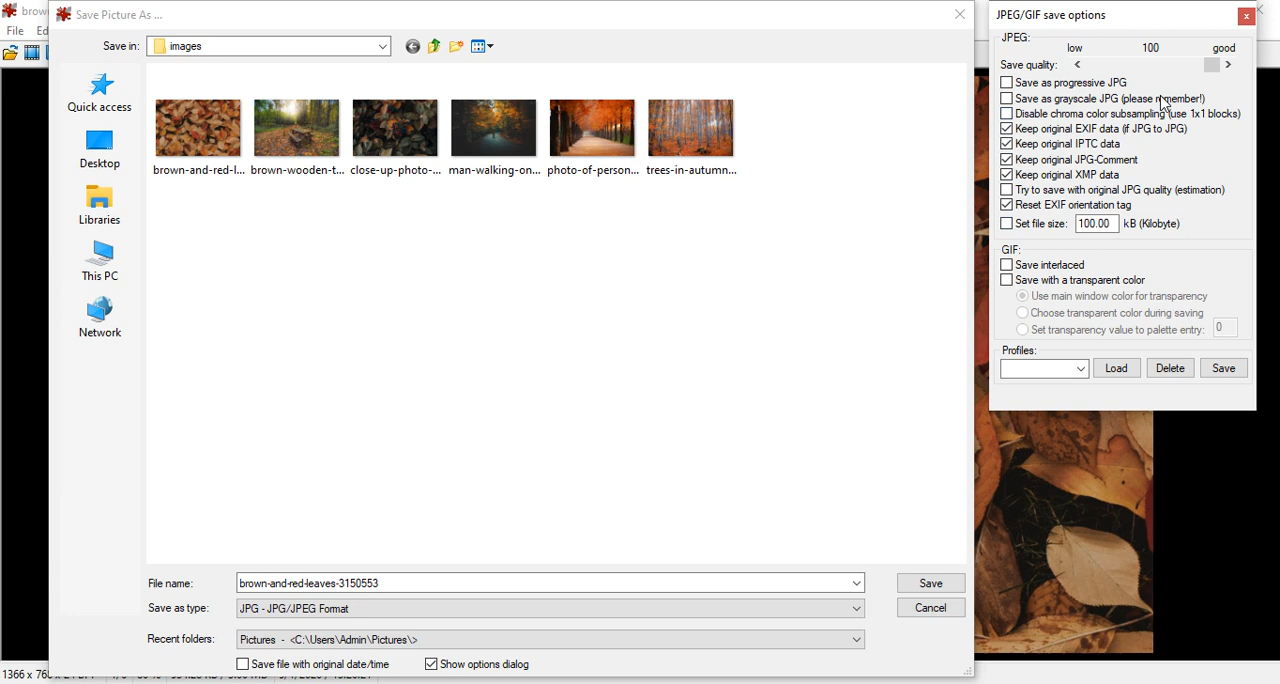 brown
Save Picture As ...
File Ed
Save in: images
Quick access
Desktop
Libraries
This PC
Network
brown-and-red-l...
brown-wooden-t...
close-up-photo-...
man-walking-on...
photo-of-person...
trees-in-autumn...
File name: brown-and-red-leaves-3150553 Save
Save as type: JPG - JPG/JPEG Format Cancel
Recent folders: Pictures - <C:\Users\Admin\Pictures\>
Save file with original date/time Show options dialog
JPEG/GIF save options
JPEG:
low 100 good
Save quality: < >
Save as progressive JPG
Save as grayscale JPG (please remember!)
Disable chroma color subsampling (use 1x1 blocks)
Keep original EXIF data (if JPG to JPG)
Keep original IPTC data
Keep original JPG-Comment
Keep original XMP data
Try to save with original JPG quality (estimation)
Reset EXIF orientation tag
Set file size: 100.00 kB (Kilobyte)
GIF:
Save interlaced
Save with a transparent color
Use main window color for transparency
Choose transparent color during saving
Set transparency value to palette entry: 0
Profiles:
Load Delete Save
1366 x 768